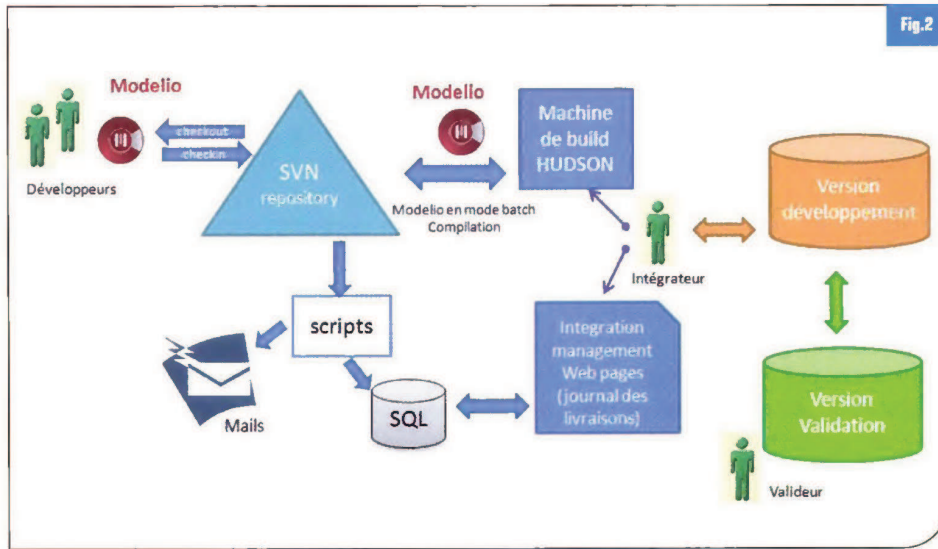 Fig.2
Modelio
Développeurs
checkout
checkin
SVN
repository
Modelio
Modelio en mode batch
Compilation
Machine
de build
HUDSON
Intégrateur
Version
développement
scripts
Mails
SQL
Integration
management
Web pages
(journal des
livraisons)
Version
Validation
Valideur